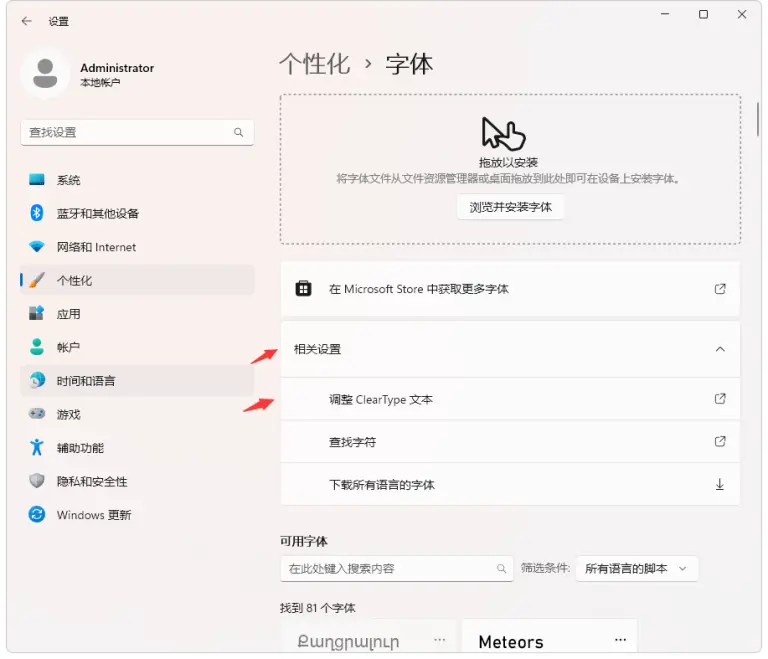 设置
Administrator
本地帐户
查找设置
系统
蓝牙和其他设备
网络和 Internet
个性化
应用
帐户
时间和语言
游戏
辅助功能
隐私和安全性
Windows 更新
个性化 › 字体
拖放以安装
将字体文件从文件资源管理器或桌面拖放到此处即可在设备上安装字体。
浏览并安装字体
在 Microsoft Store 中获取更多字体
相关设置
调整 ClearType 文本
查找字符
下载所有语言的字体
可用字体
在此处键入搜索内容
筛选条件: 所有语言的脚本
找到 81 个字体
Քաղցրալուր ···
Meteors ···